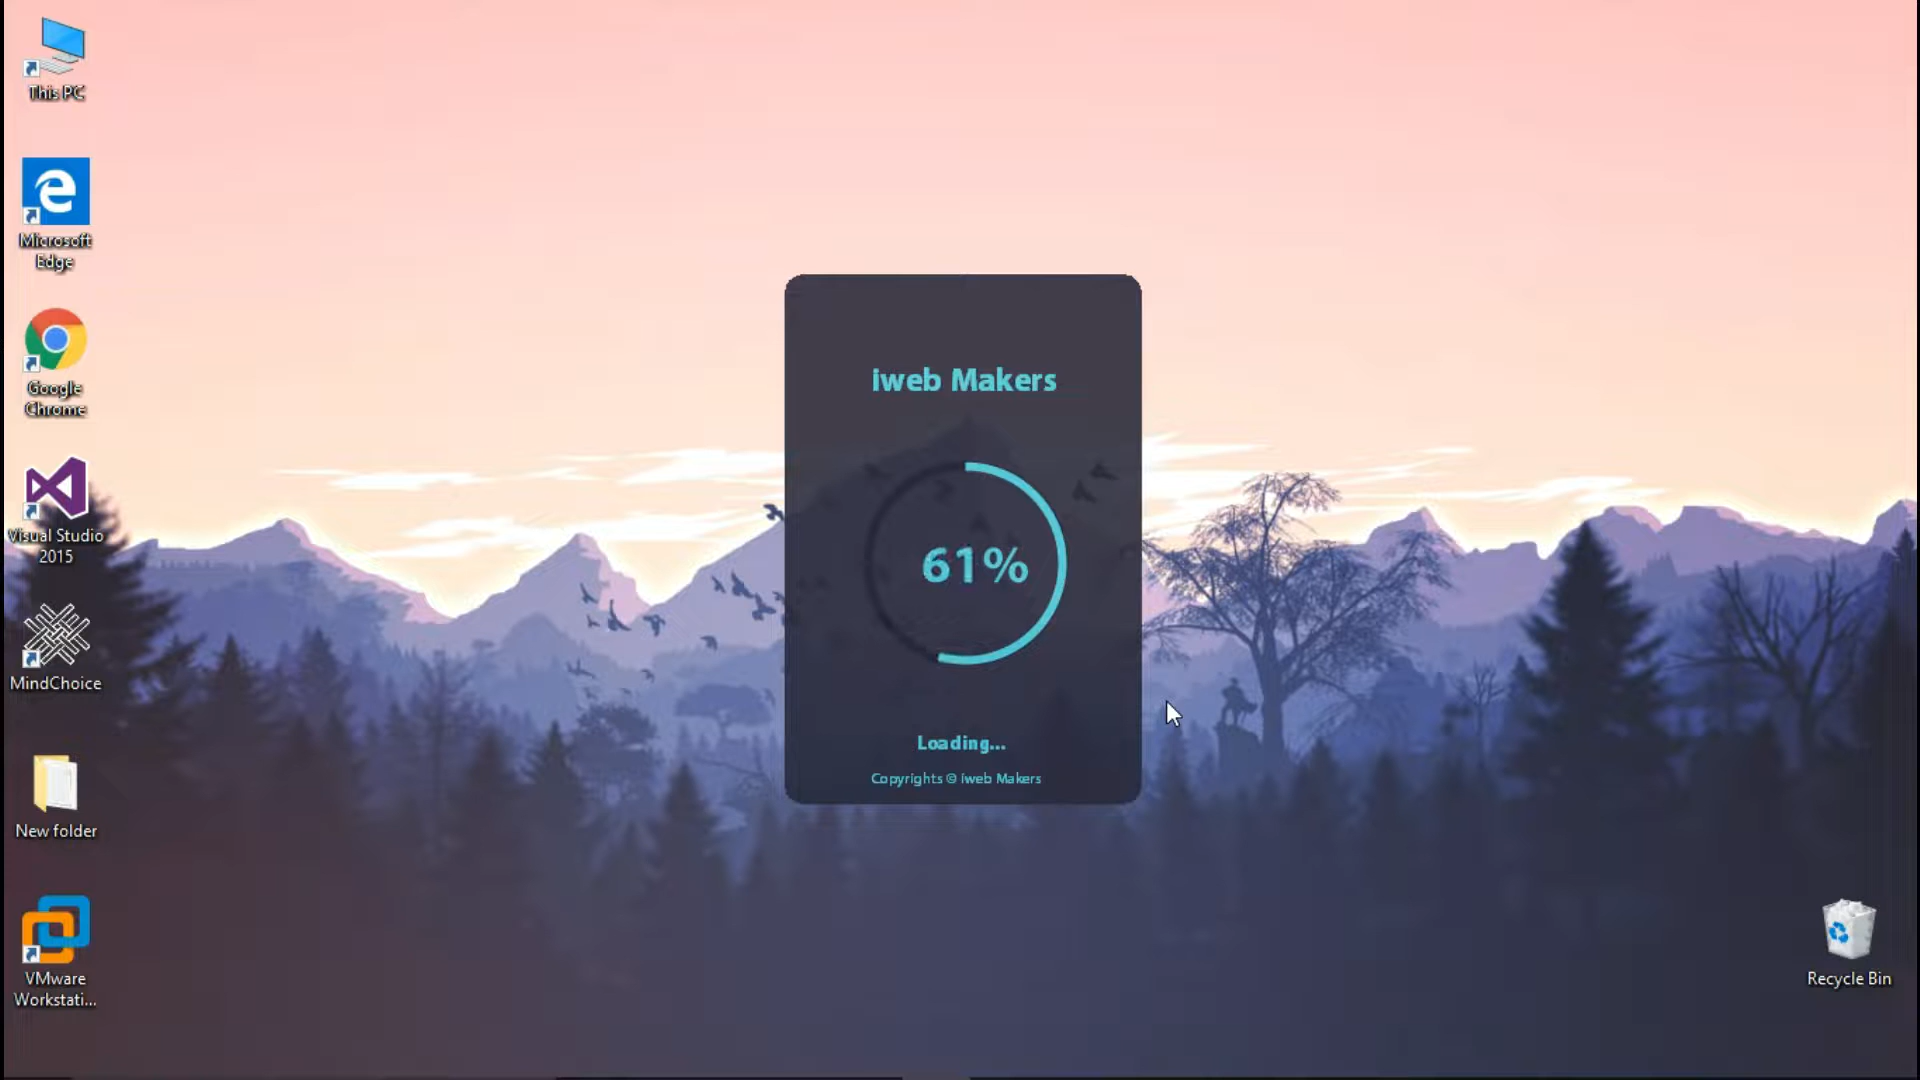 This PC
Microsoft
Edge
Google
Chrome
Visual Studio
2015
MindChoice
New folder
VMware
Workstati...
iweb Makers
61%
Loading...
Copyrights © iweb Makers
Recycle Bin